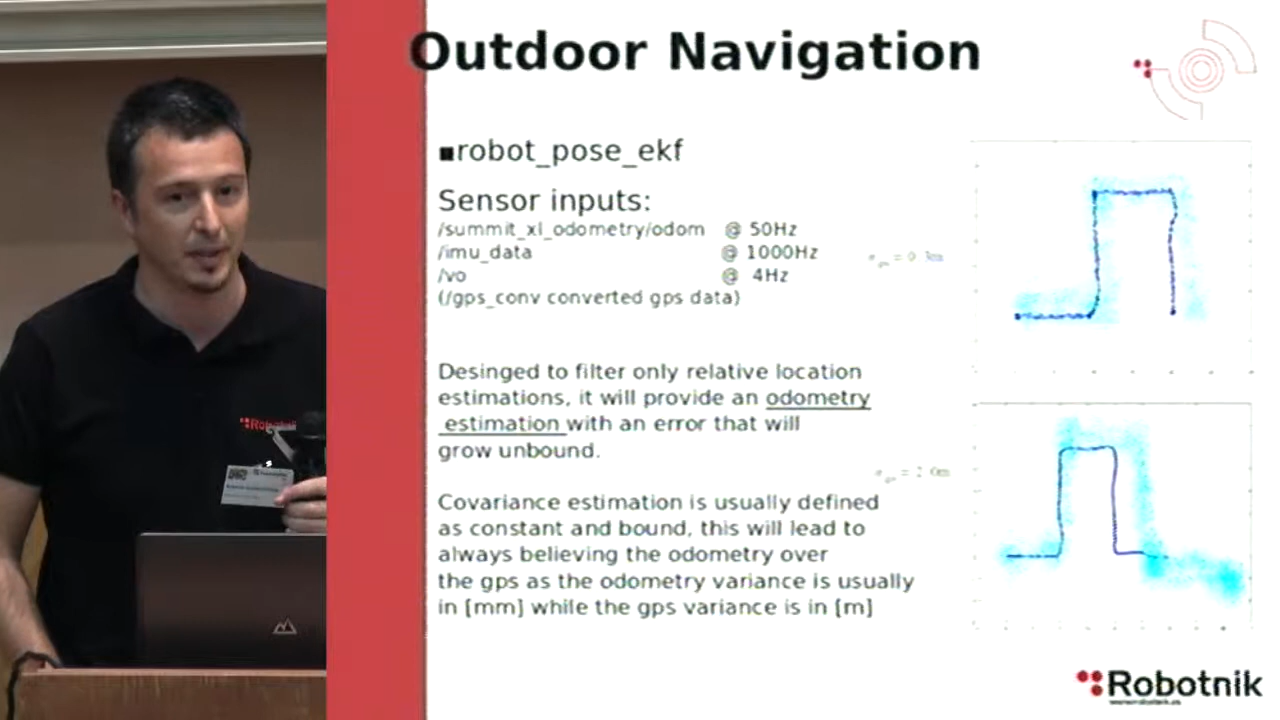 Outdoor Navigation
■robot_pose_ekf
Sensor inputs:
/summit_xl_odometry/odom @ 50Hz
/imu_data @ 1000Hz
/vo @ 4Hz
(/gps_conv converted gps data)
Desinged to filter only relative location
estimations, it will provide an odometry
estimation with an error that will
grow unbound.
Covariance estimation is usually defined
as constant and bound, this will lead to
always believing the odometry over
the gps as the odometry variance is usually
in [mm] while the gps variance is in [m]
Robotnik
Robotnik